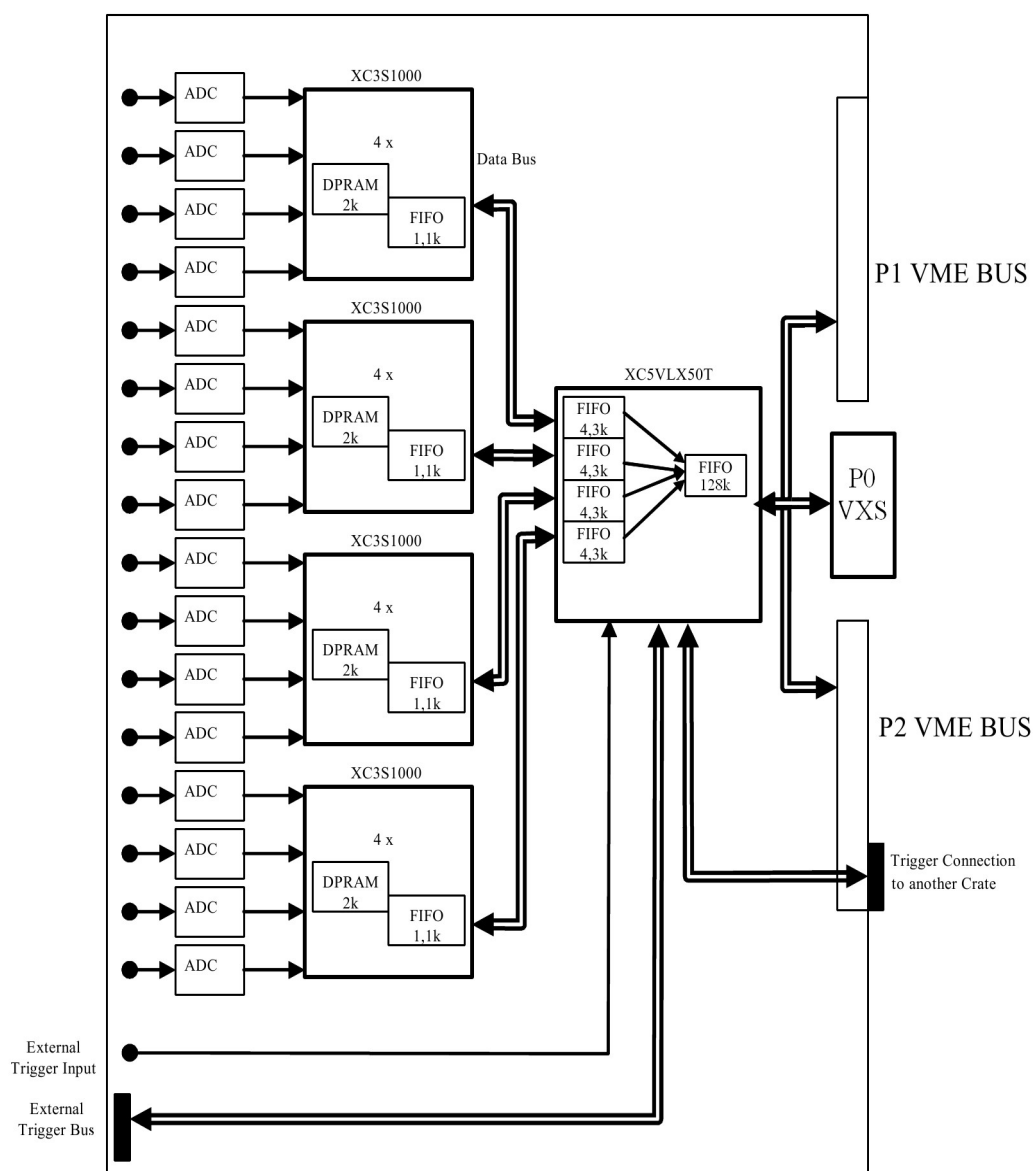 XC3S1000
ADC
ADC
ADC
ADC
4 x
DPRAM
2k
FIFO
1,1k
Data Bus
XC3S1000
ADC
ADC
ADC
ADC
4 x
DPRAM
2k
FIFO
1,1k
XC3S1000
ADC
ADC
ADC
ADC
4 x
DPRAM
2k
FIFO
1,1k
XC3S1000
ADC
ADC
ADC
ADC
4 x
DPRAM
2k
FIFO
1,1k
XC5VLX50T
FIFO
4,3k
FIFO
4,3k
FIFO
4,3k
FIFO
4,3k
FIFO
128k
P1 VME BUS
P0
VXS
P2 VME BUS
Trigger Connection
to another Crate
External
Trigger Input
External
Trigger Bus